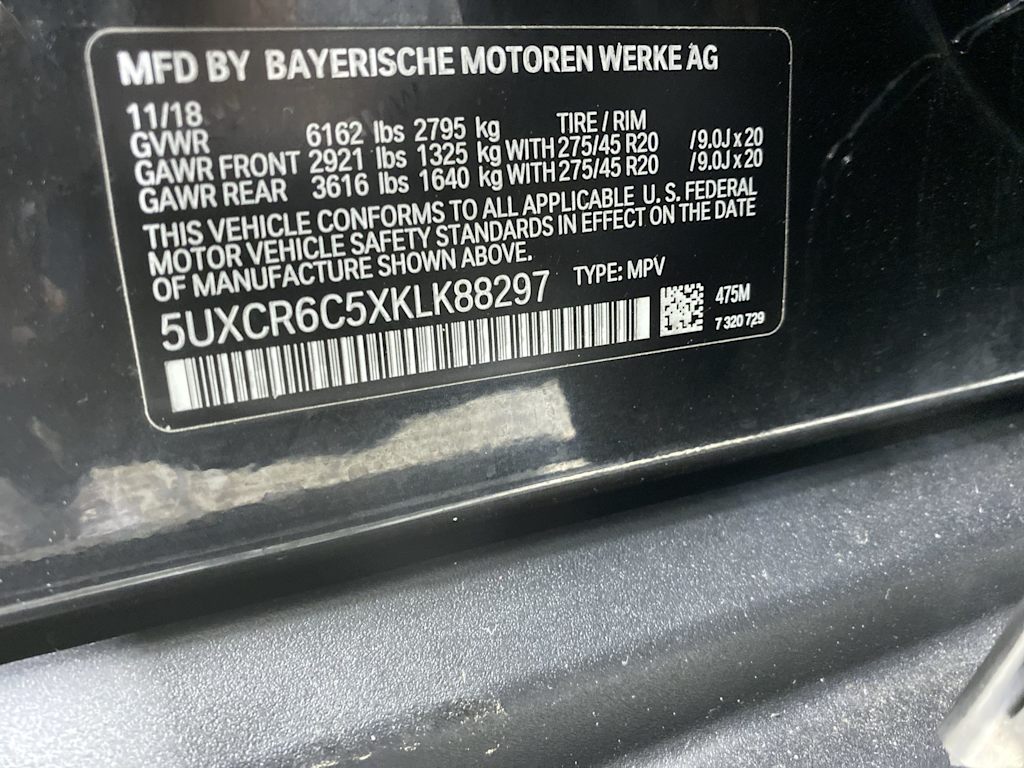 MFD BY BAYERISCHE MOTOREN WERKE AG
11/18
GVWR 6162 lbs 2795 kg TIRE / RIM
GAWR FRONT 2921 lbs 1325 kg WITH 275/45 R20 /9.0J x 20
GAWR REAR 3616 lbs 1640 kg WITH 275/45 R20 /9.0J x 20
THIS VEHICLE CONFORMS TO ALL APPLICABLE U.S. FEDERAL
MOTOR VEHICLE SAFETY STANDARDS IN EFFECT ON THE DATE
OF MANUFACTURE SHOWN ABOVE.
5UXCR6C5XKLK88297 TYPE: MPV
475M
7 320 729